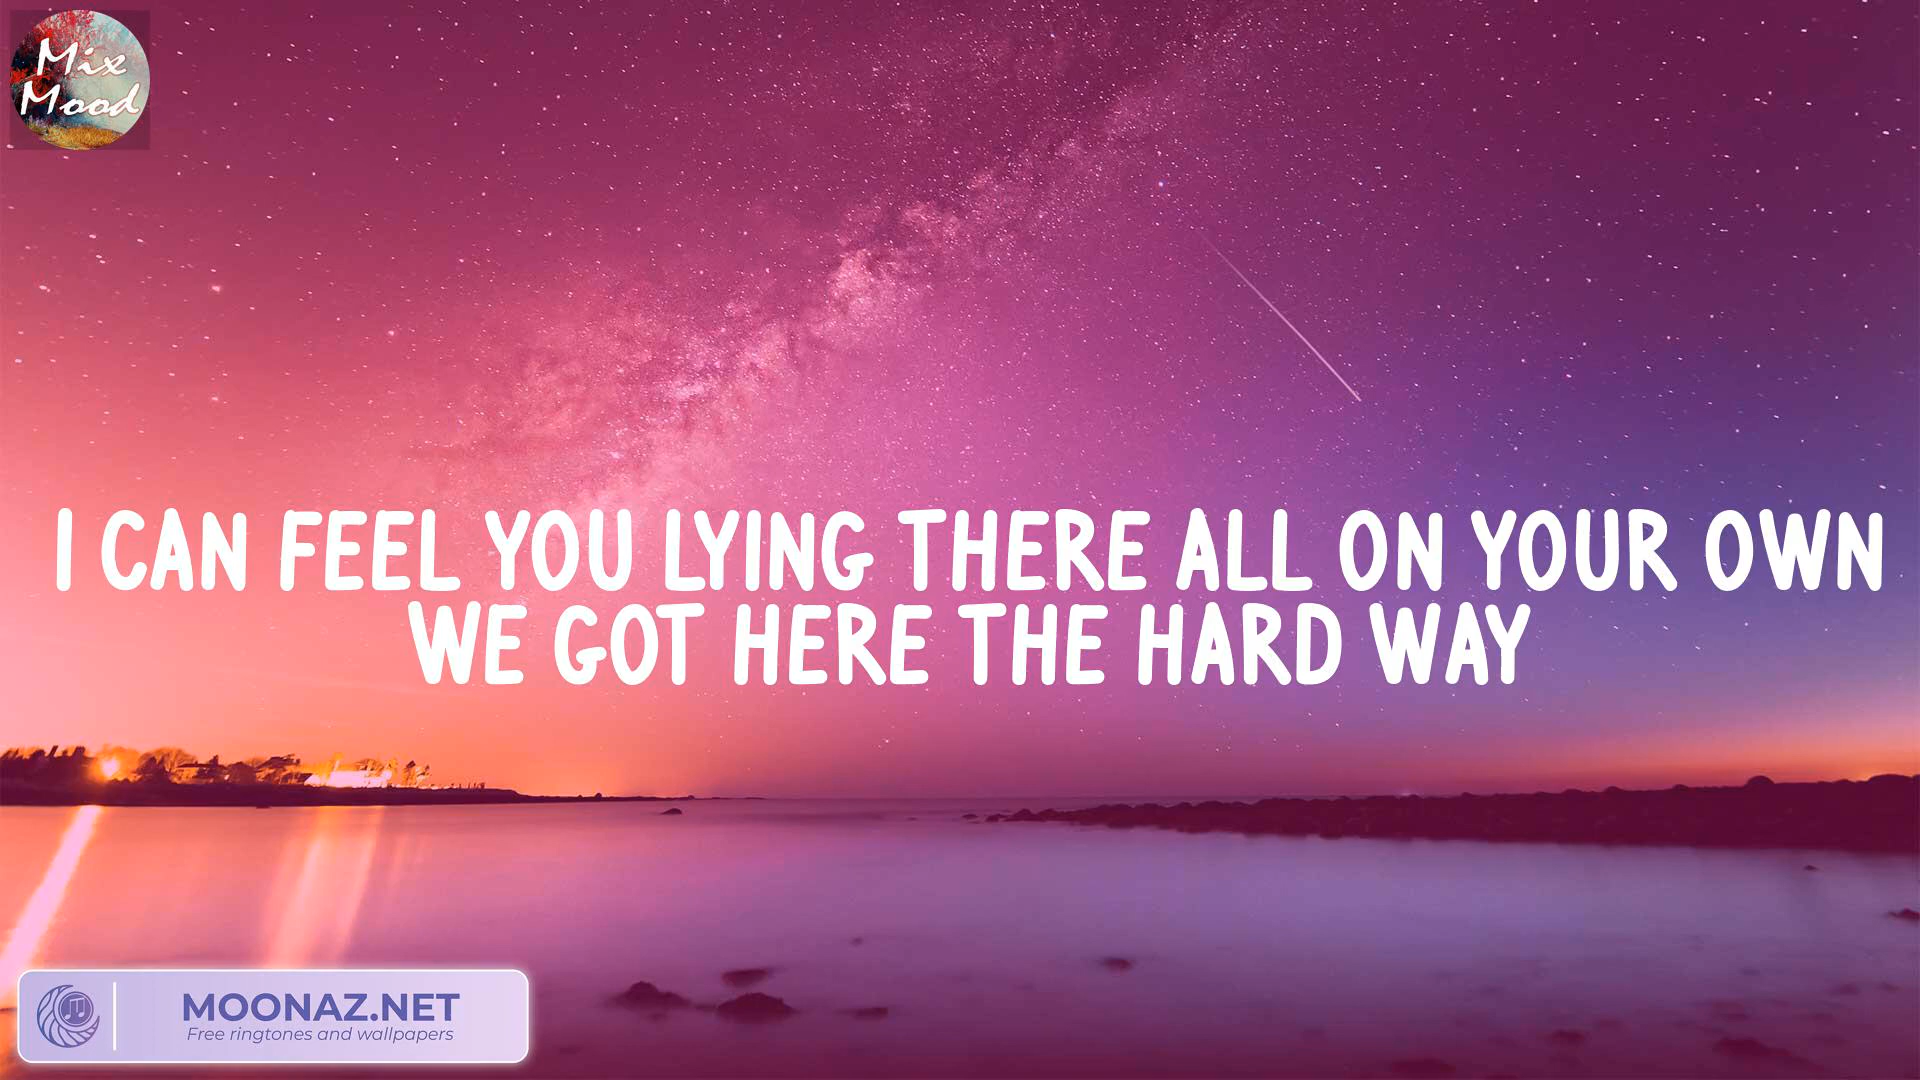 Mix
Mood
I CAN FEEL YOU LYING THERE ALL ON YOUR OWN
WE GOT HERE THE HARD WAY
MOONAZ.NET
Free ringtones and wallpapers